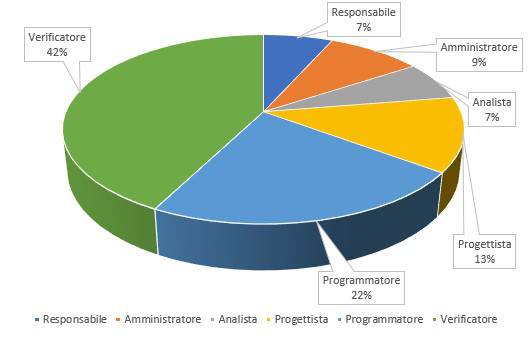 Responsabile
7%
Verificatore
42%
Amministratore
9%
Analista
7%
Progettista
13%
Programmatore
22%
Responsabile Amministratore Analista Progettista Programmatore Verificatore